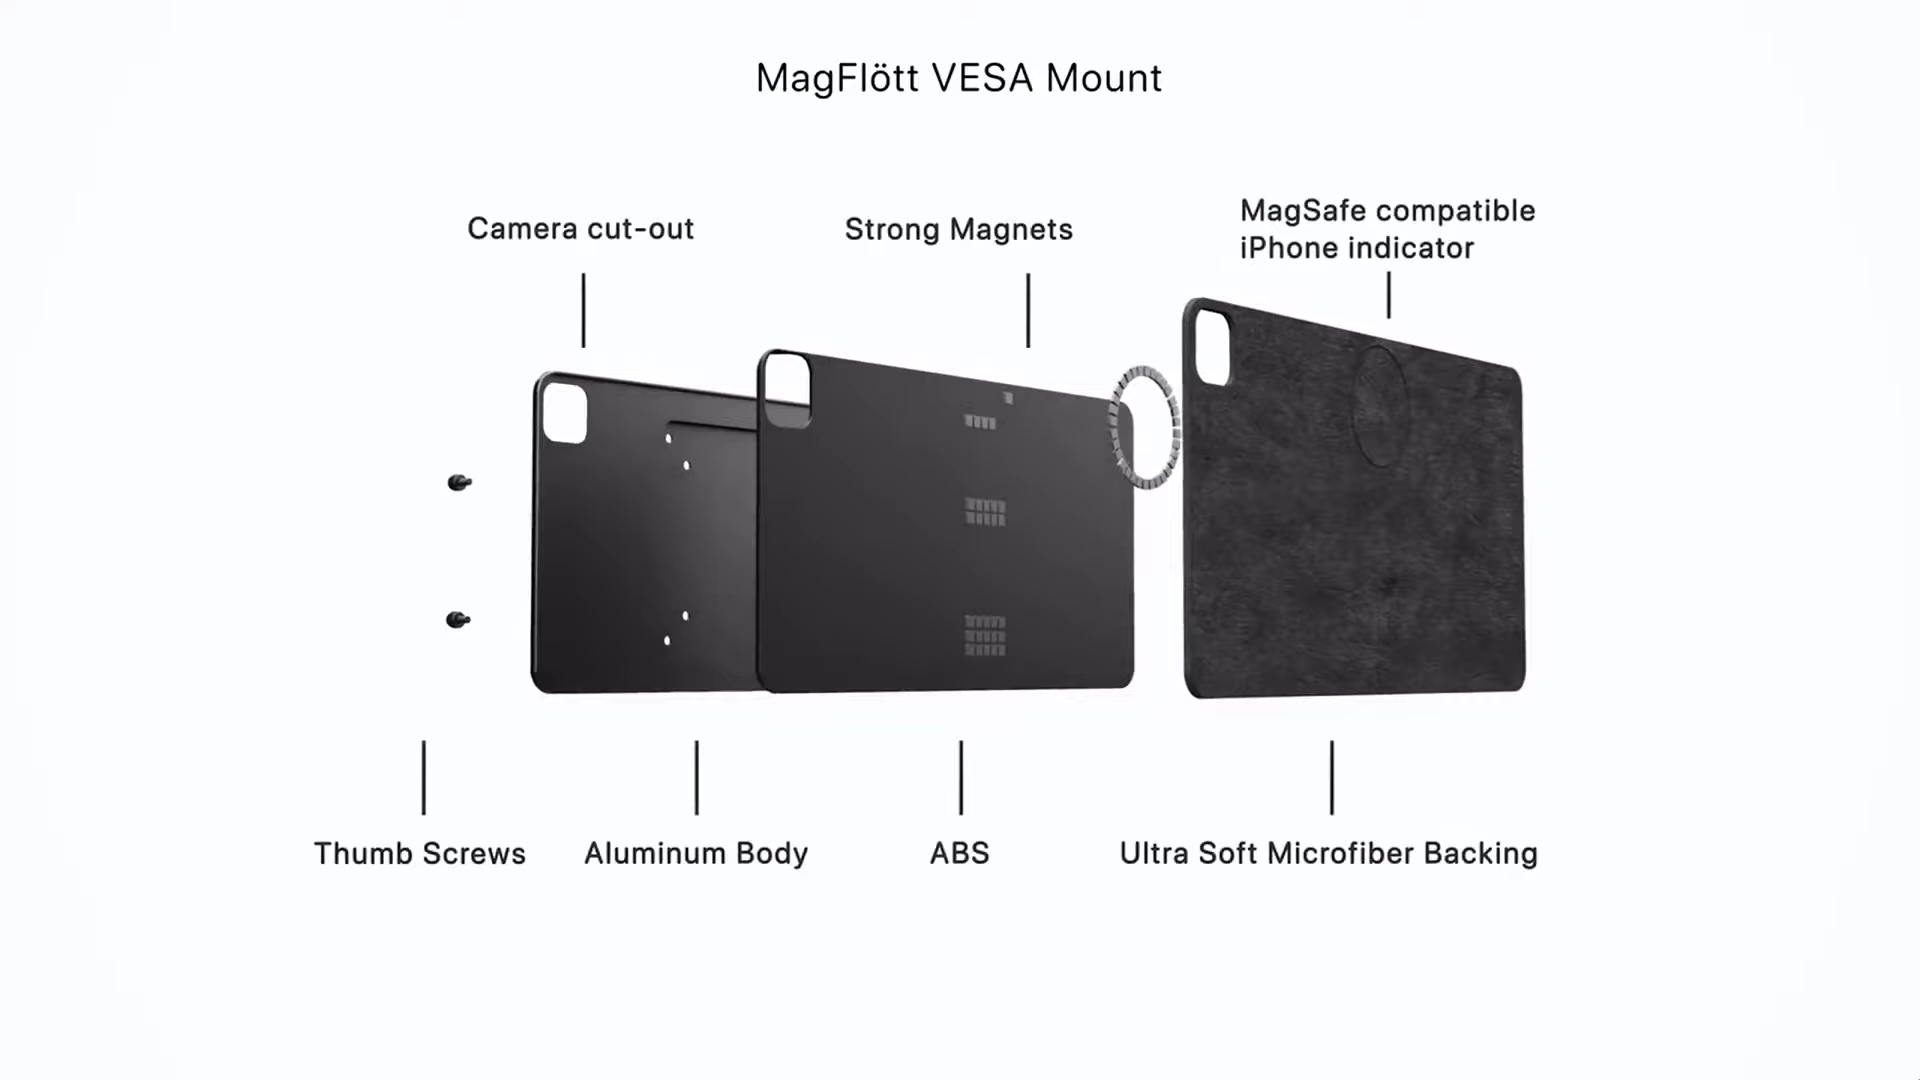 MagFlött VESA Mount
Camera cut-out
Strong Magnets
MagSafe compatible
iPhone indicator
Thumb Screws
Aluminum Body
ABS
Ultra Soft Microfiber Backing